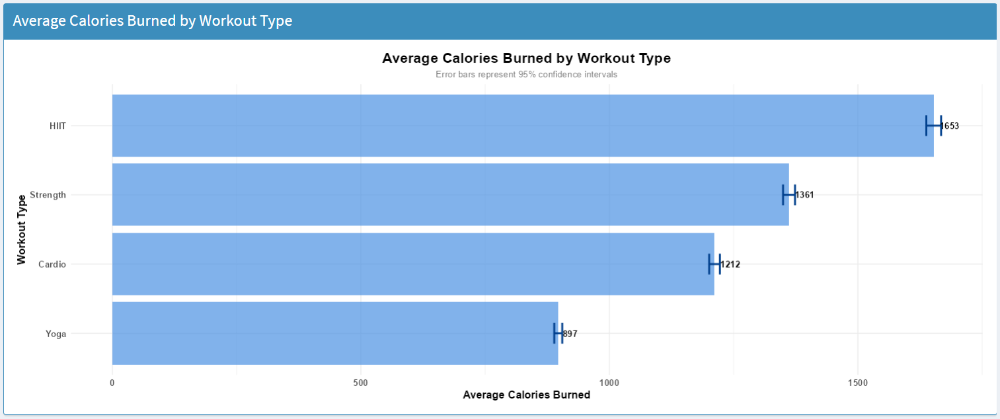 Average Calories Burned by Workout Type
Average Calories Burned by Workout Type
Error bars represent 95% confidence intervals
Workout Type
HIIT
1653
Strength
1361
Cardio
1212
Yoga
897
0 500 1000 1500
Average Calories Burned